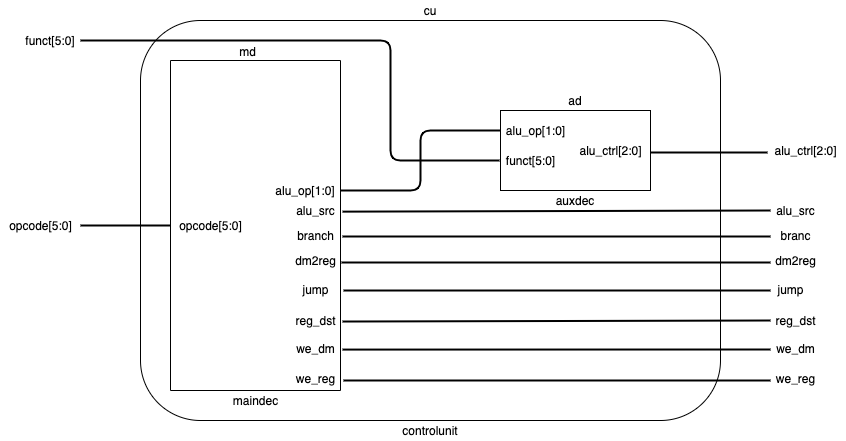 cu
funct[5:0]
md
ad
alu_op[1:0]
alu_ctrl[2:0]
alu_ctrl[2:0]
funct[5:0]
auxdec
alu_op[1:0]
alu_src
alu_src
opcode[5:0]
opcode[5:0]
branch
branc
dm2reg
dm2reg
jump
jump
reg_dst
reg_dst
we_dm
we_dm
we_reg
we_reg
maindec
controlunit